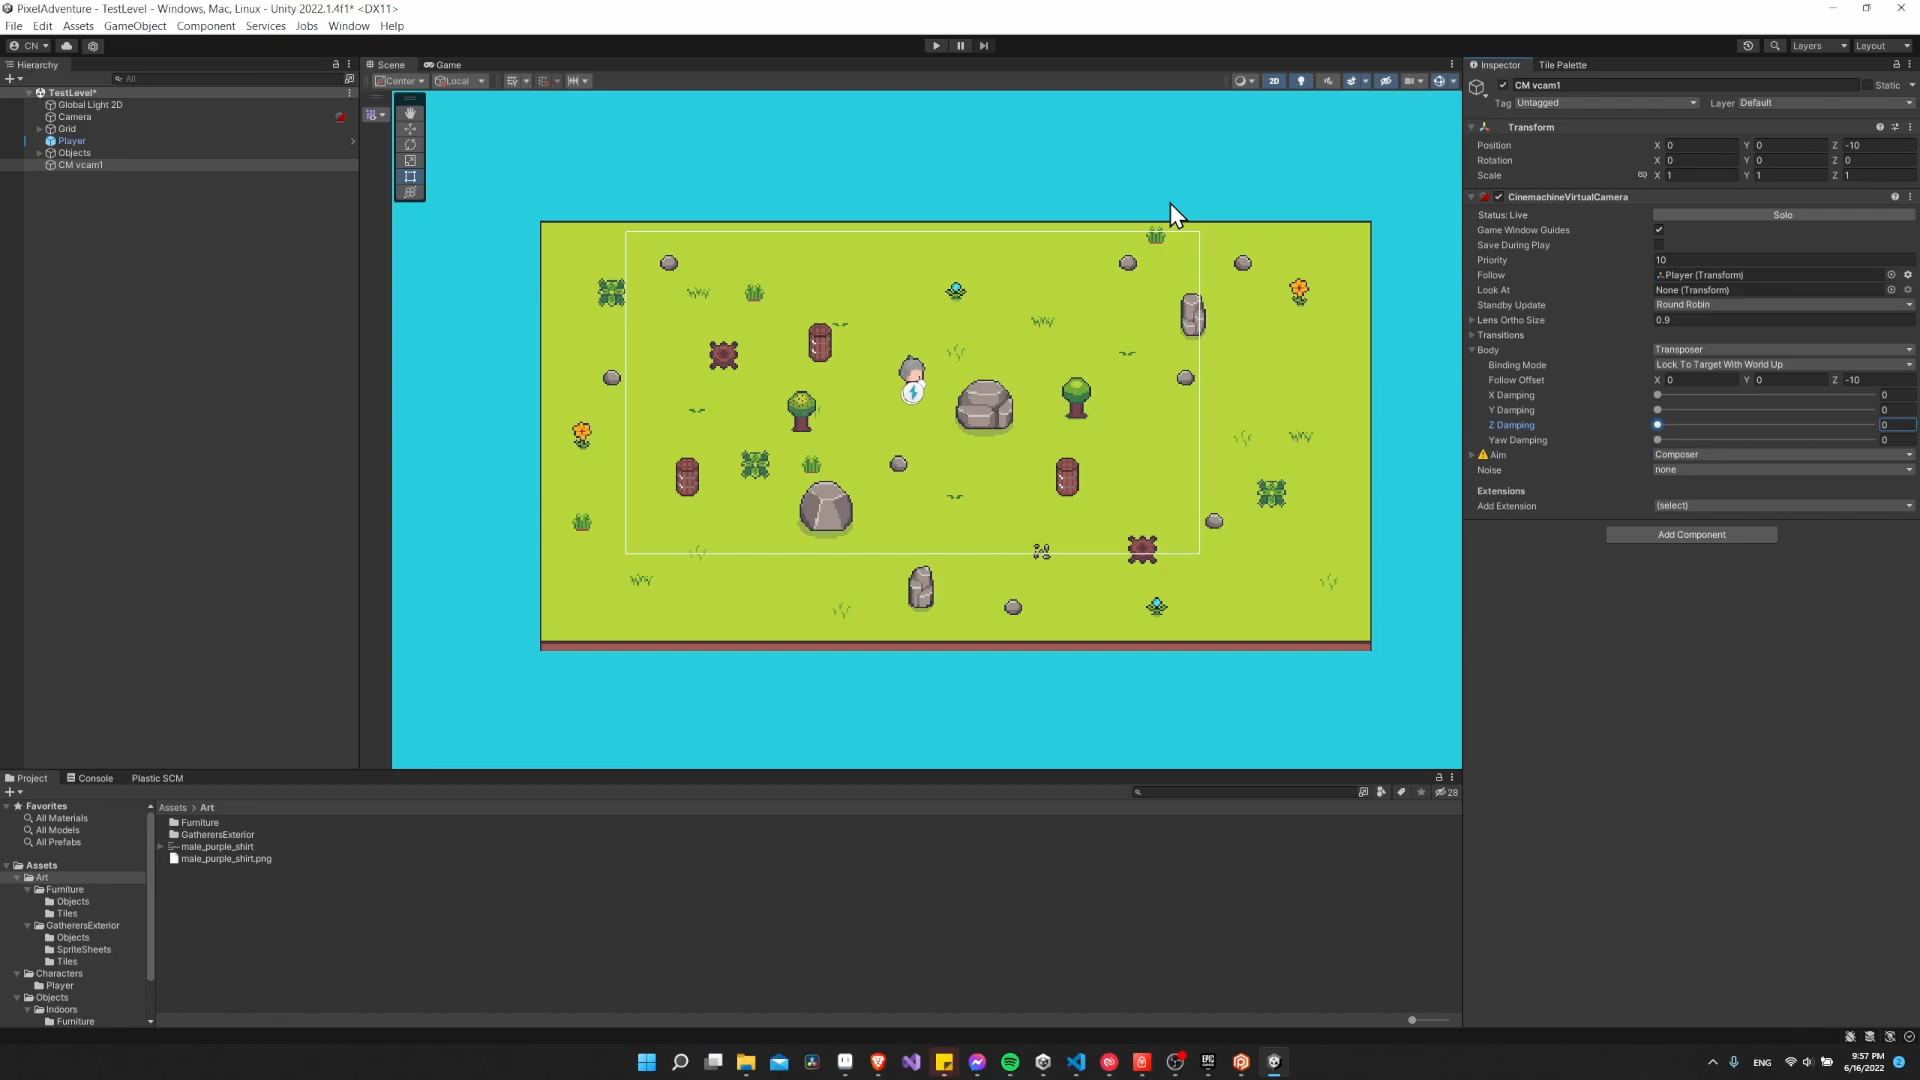 PixelAdventure - TestLevel - Windows, Mac, Linux - Unity 2022.1.4f1* <DX11>
File Edit Assets GameObject Component Services Jobs Window Help
CN Layers Layout
Hierarchy
All
TestLevel*
Global Light 2D
Camera
Grid
Player
Objects
CM vcam1
Scene Game
Center Local 2D
Inspector Tile Palette
CM vcam1 Static
Tag Untagged Layer Default
Transform
Position X 0 Y 0 Z -10
Rotation X 0 Y 0 Z 0
Scale X 1 Y 1 Z 1
CinemachineVirtualCamera
Status: Live Solo
Game Window Guides
Save During Play
Priority 10
Follow Player (Transform)
Look At None (Transform)
Standby Update Round Robin
Lens Ortho Size 0.9
Transitions
Body Transposer
Binding Mode Lock To Target With World Up
Follow Offset X 0 Y 0 Z -10
X Damping 0
Y Damping 0
Z Damping 0
Yaw Damping 0
Aim Composer
Noise none
Extensions
Add Extension (select)
Add Component
Project Console Plastic SCM
28
Favorites
All Materials
All Models
All Prefabs
Assets
Art
Furniture
Objects
Tiles
GatherersExterior
Objects
SpriteSheets
Tiles
Characters
Player
Objects
Indoors
Furniture
Assets > Art
Furniture
GatherersExterior
male_purple_shirt
male_purple_shirt.png
EPIC
ENG
9:57 PM
6/16/2022
2